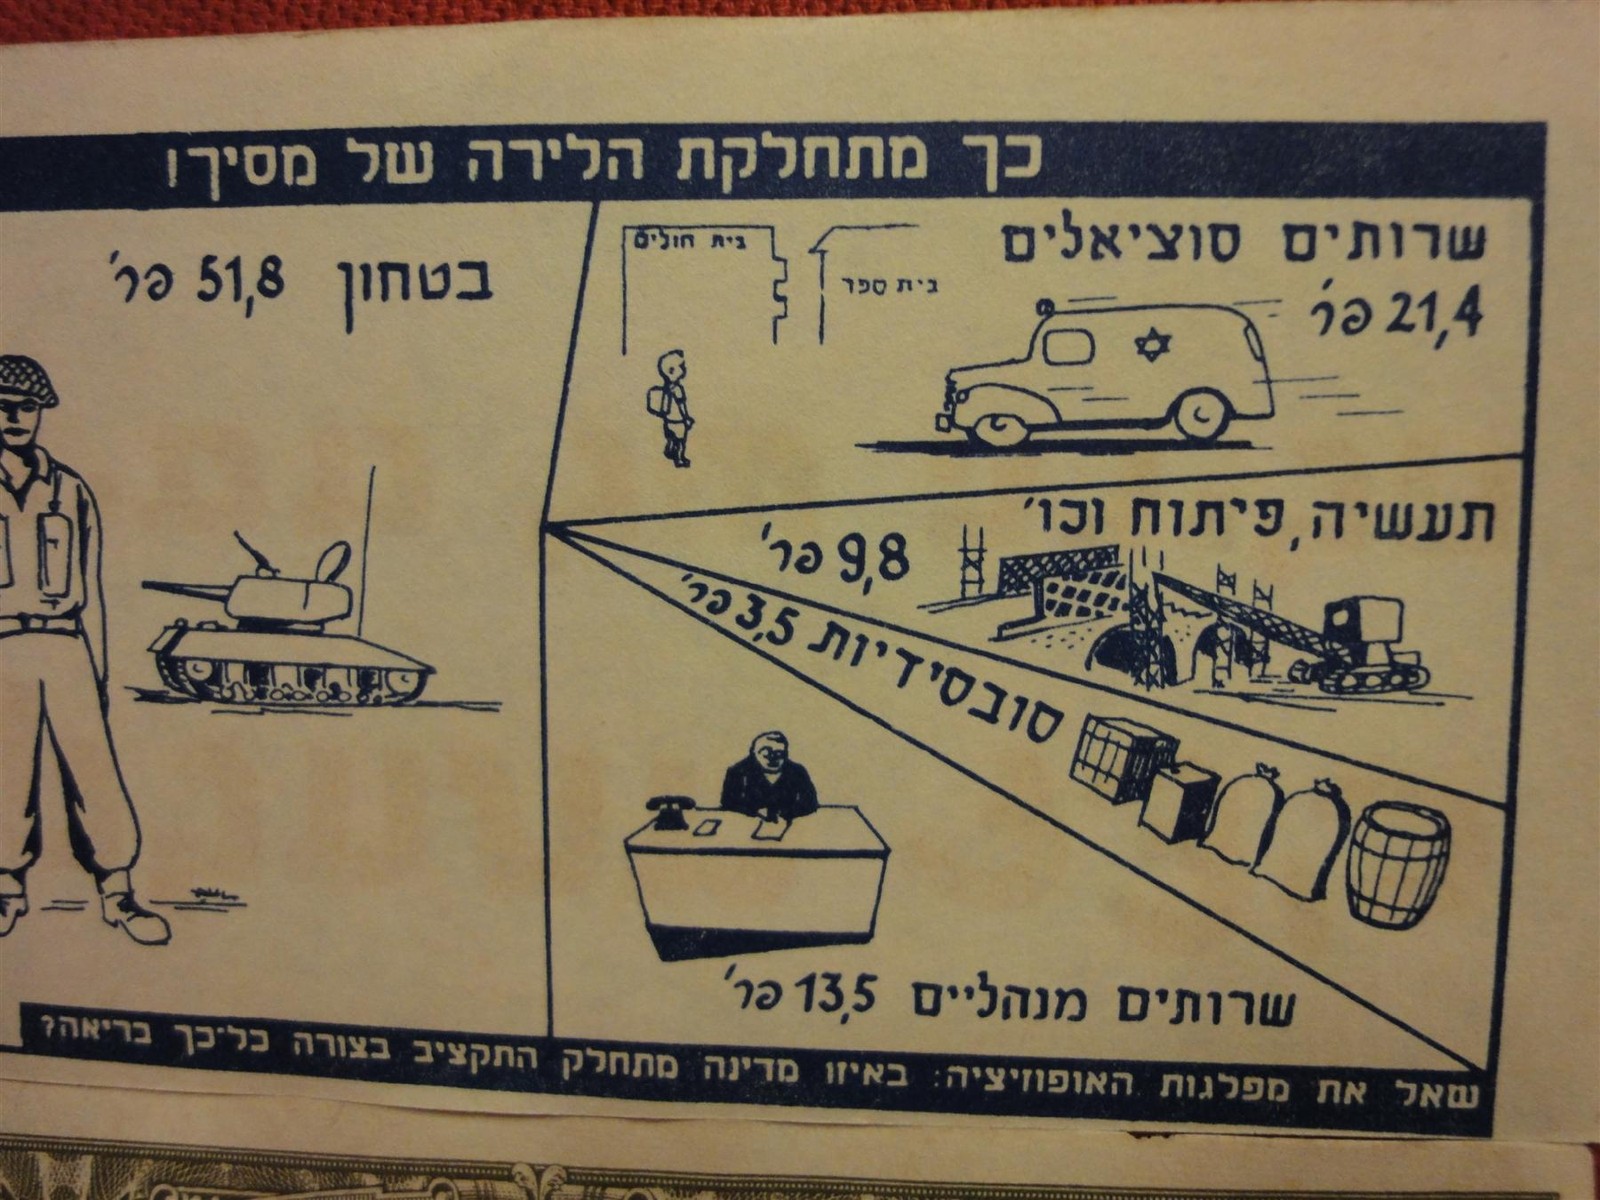 כך מתחלקת הלירה של מסיך!
שרותים סוציאלים
21,4 פר'
בית חולים
בית ספר
בטחון 51,8 פר'
תעשיה, פיתוח וכו'
9,8 פר'
סובסידיות 3,5 פר'
שרותים מנהליים 13,5 פר'
שאל את מפלגות האופוזיציה: באיזו מדינה מתחלק התקציב בצורה כל־כך בריאה?